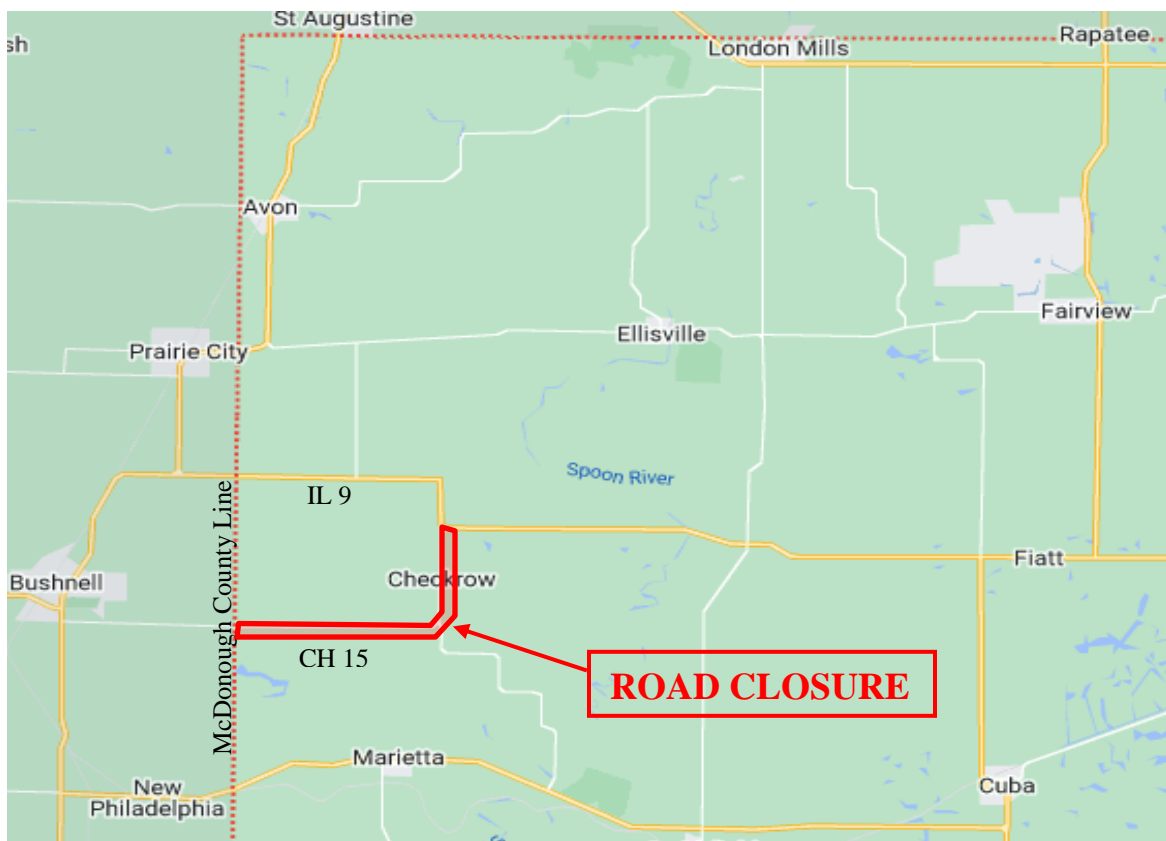 St Augustine
sh
London Mills
Rapatee
Avon
Fairview
Ellisville
Prairie City
Spoon River
IL 9
McDonough County Line
Fiatt
Bushnell
Checkrow
CH 15
ROAD CLOSURE
Marietta
New
Philadelphia
Cuba